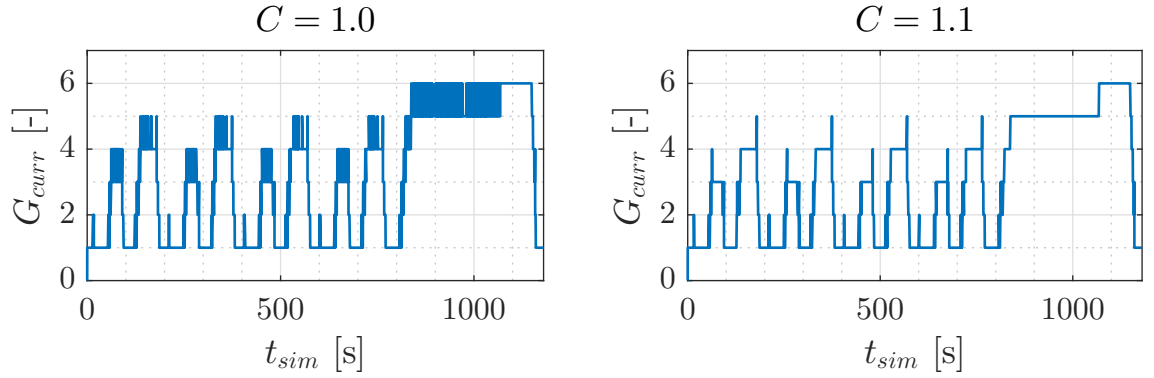 C = 1.0
G_curr [-]
6
4
2
0
0 500 1000
t_sim [s]
C = 1.1
G_curr [-]
6
4
2
0
0 500 1000
t_sim [s]